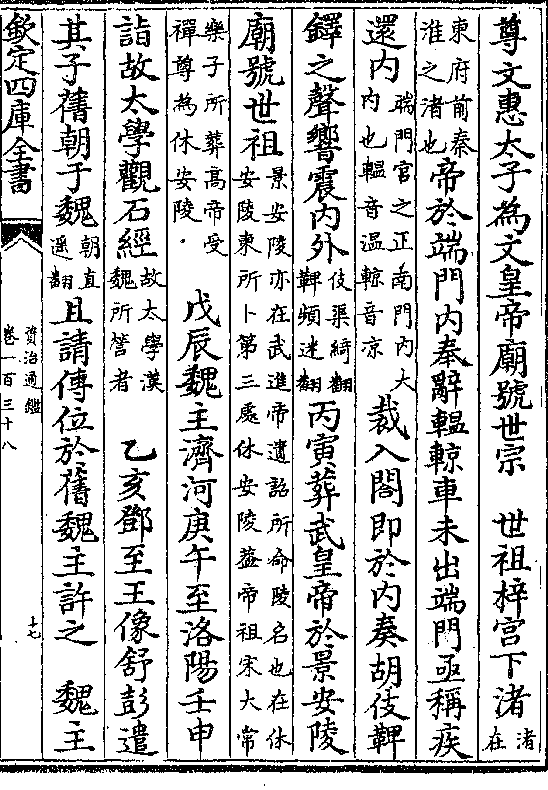 尊文惠太子為文皇帝廟號世宗　世祖梓宫下渚渚在
東府前秦淮之渚也帝於端門内奉辭轀輬車未出端門亟稱疾
還内端門官之正南門内大内也轀音温輬音凉裁入閤即於内奏胡伎鞞
鐸之聲響震内外伎渠綺翻鞞頻迷翻丙寅葬武皇帝於景安陵
廟號世祖景安陵亦在武進帝遺詔所命陵名也在休安陵東所卜第三處休安陵葢帝祖宋大常
樂子所葬髙帝受禪尊為休安陵　戊辰魏主濟河庚午至洛陽壬申
詣故太學觀石經故太學漢魏所營者　乙亥鄧至王像舒彭遣
其子舊朝于魏朝直遥翻且請傳位於舊魏主許之　魏主
欽定四庫全書
資治通鑑
卷一百三十八
十七